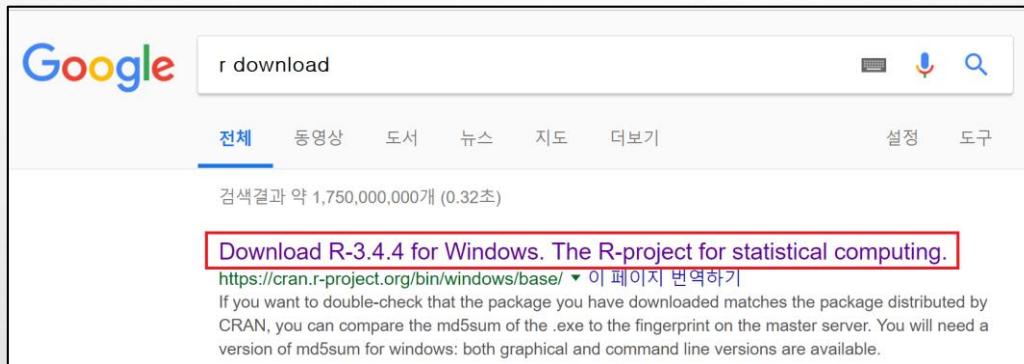 Google
r download
전체 동영상 도서 뉴스 지도 더보기 설정 도구
검색결과 약 1,750,000,000개 (0.32초)
Download R-3.4.4 for Windows. The R-project for statistical computing.
https://cran.r-project.org/bin/windows/base/ ▼ 이 페이지 번역하기
If you want to double-check that the package you have downloaded matches the package distributed by
CRAN, you can compare the md5sum of the .exe to the fingerprint on the master server. You will need a
version of md5sum for windows: both graphical and command line versions are available.